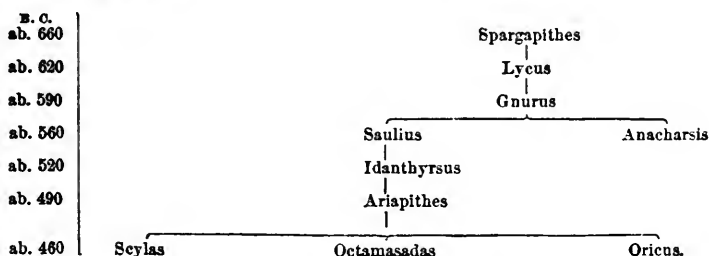 B. C.
ab. 660 Spargapithes
ab. 620 Lycus
ab. 590 Gnurus
ab. 560 Saulius Anacharsis
ab. 520 Idanthyrsus
ab. 490 Ariapithes
ab. 460 Scylas Octamasadas Oricus.